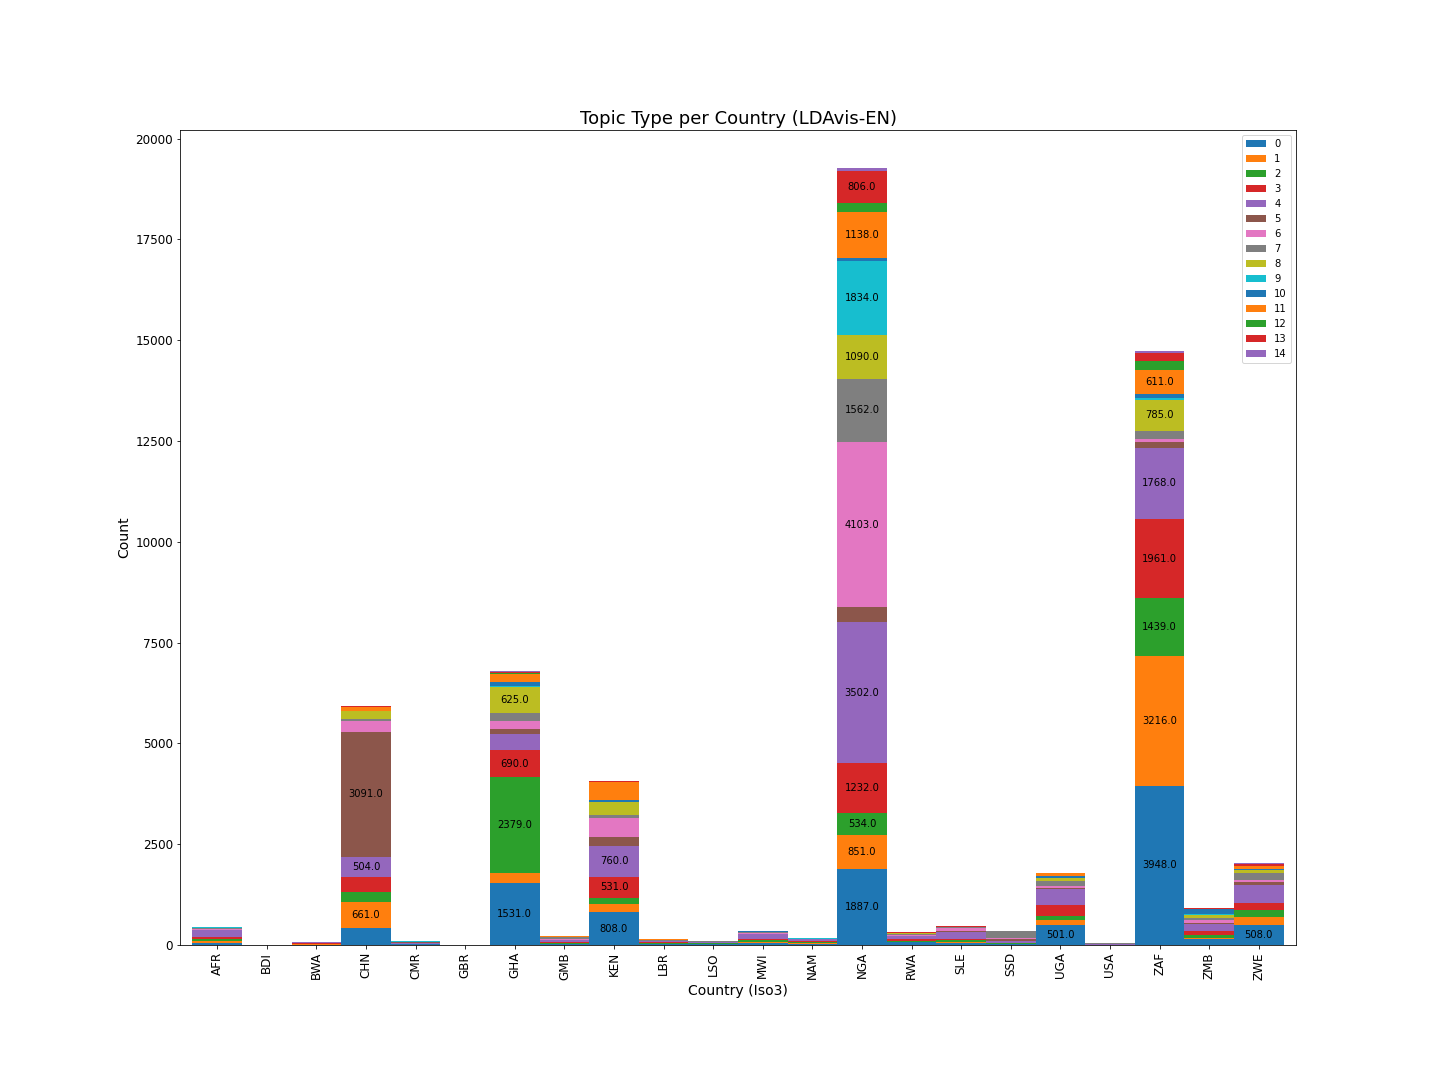 Topic Type per Country (LDAvis-EN)
20000
17500
15000
12500
10000
7500
5000
2500
0
Count
0
1
2
3
4
5
6
7
8
9
10
11
12
13
14
661.0
504.0
3091.0
1531.0
2379.0
690.0
625.0
808.0
531.0
760.0
1887.0
851.0
534.0
1232.0
3502.0
4103.0
1562.0
1090.0
1834.0
1138.0
806.0
501.0
3948.0
3216.0
1439.0
1961.0
1768.0
785.0
611.0
508.0
AFR
BDI
BWA
CHN
CMR
GBR
GHA
GMB
KEN
LBR
LSO
MWI
NAM
NGA
RWA
SLE
SSD
UGA
USA
ZAF
ZMB
ZWE
Country (Iso3)